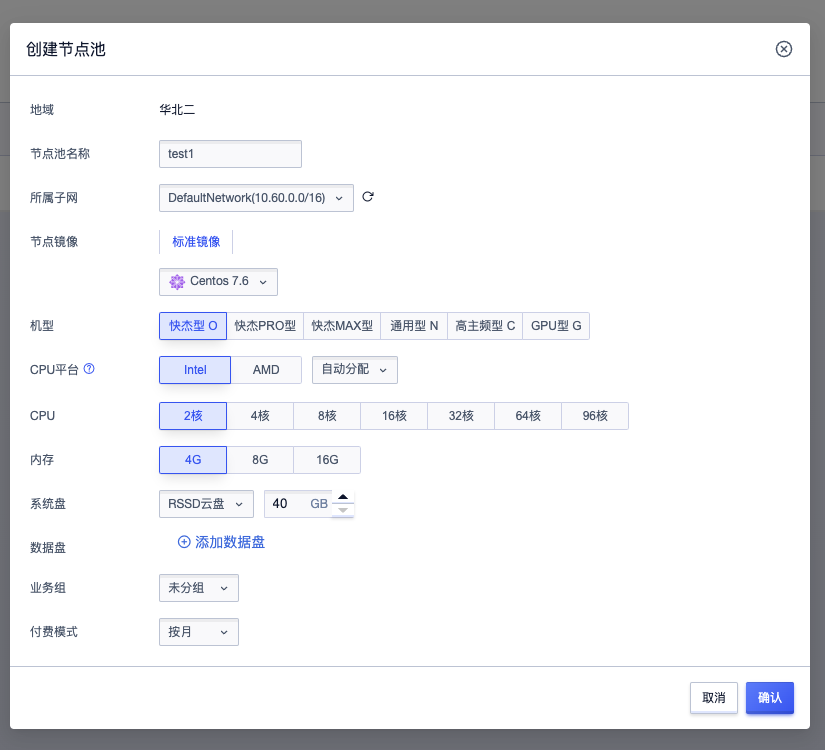 创建节点池
地域 华北二
节点池名称 test1
所属子网 DefaultNetwork(10.60.0.0/16)
节点镜像 标准镜像
Centos 7.6
机型 快杰型 O 快杰PRO型 快杰MAX型 通用型 N 高主频型 C GPU型 G
CPU平台 Intel AMD 自动分配
CPU 2核 4核 8核 16核 32核 64核 96核
内存 4G 8G 16G
系统盘 RSSD云盘 40 GB
数据盘 添加数据盘
业务组 未分组
付费模式 按月
取消 确认